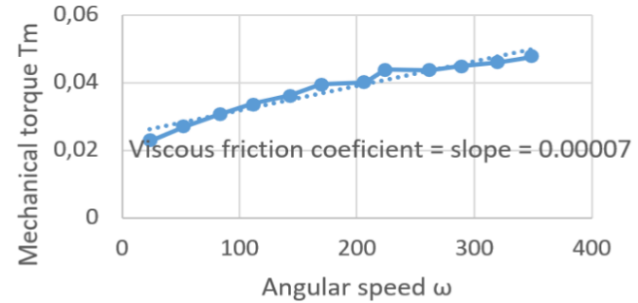 0,06
0,04
0,02
0
Mechanical torque Tm
Viscous friction coeficient = slope = 0.00007
0 100 200 300 400
Angular speed ω